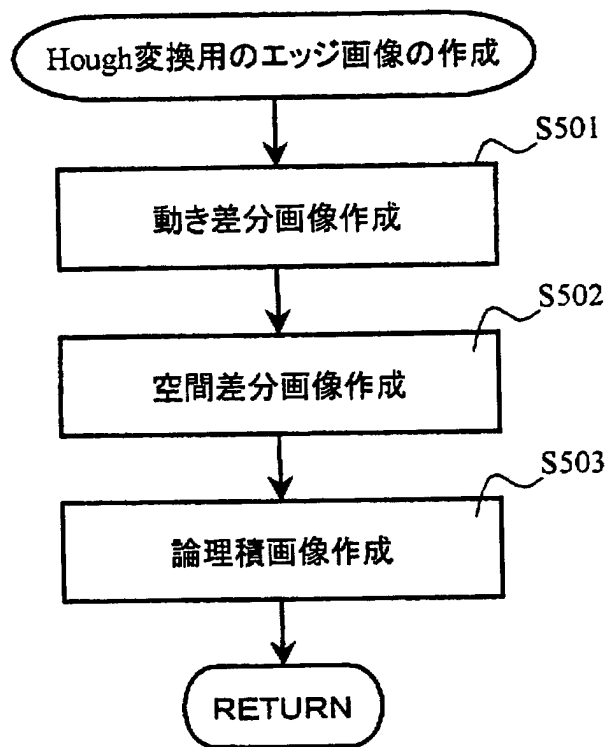 Hough変換用のエッジ画像の作成
S501
動き差分画像作成
S502
空間差分画像作成
S503
論理積画像作成
RETURN